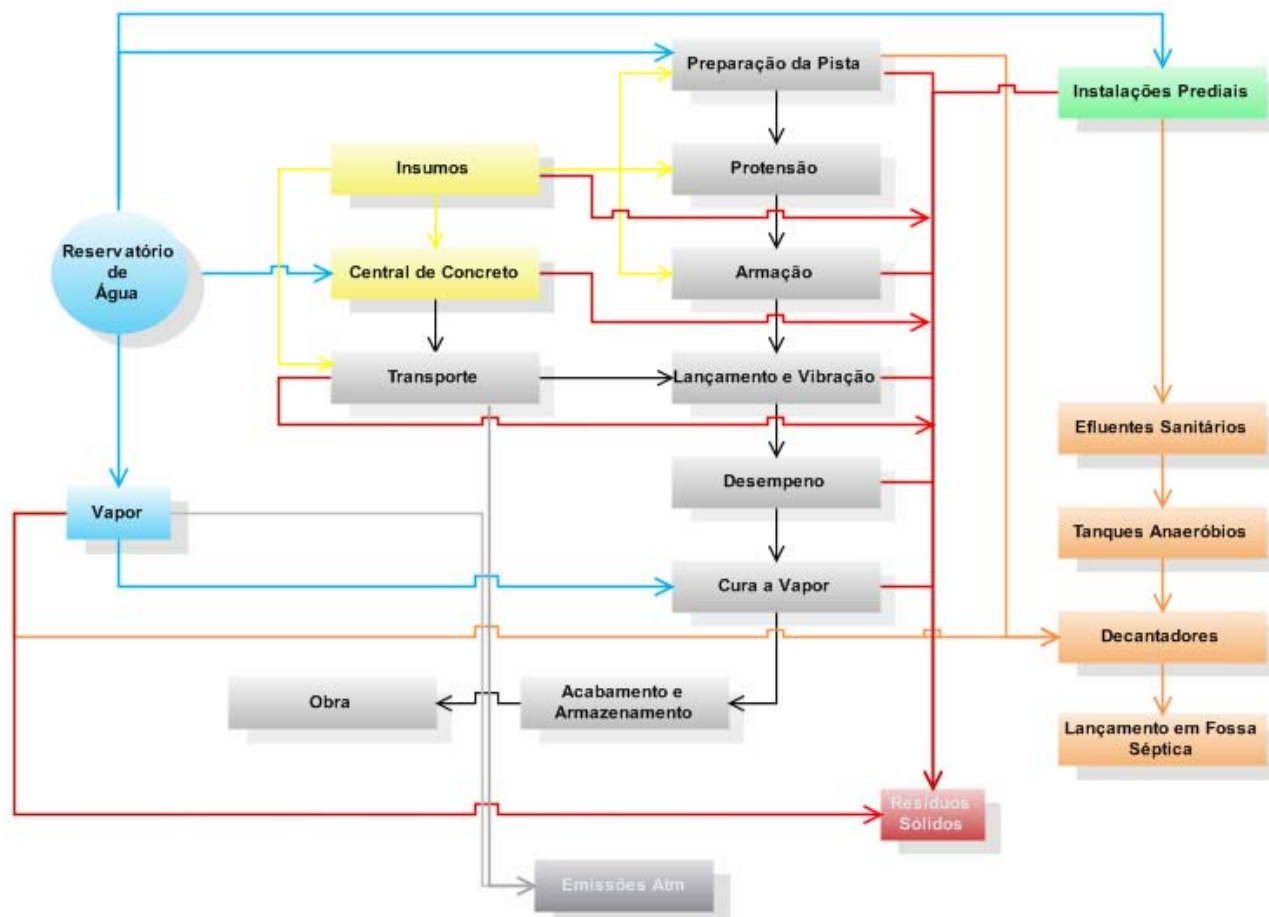 Preparação da Pista
Instalações Prediais
Insumos
Protensão
Reservatório
de
Água
Central de Concreto
Armação
Transporte
Lançamento e Vibração
Efluentes Sanitários
Desempeno
Vapor
Tanques Anaeróbios
Cura a Vapor
Decantadores
Obra
Acabamento e
Armazenamento
Lançamento em Fossa
Séptica
Resíduos
Sólidos
Emissões Atm